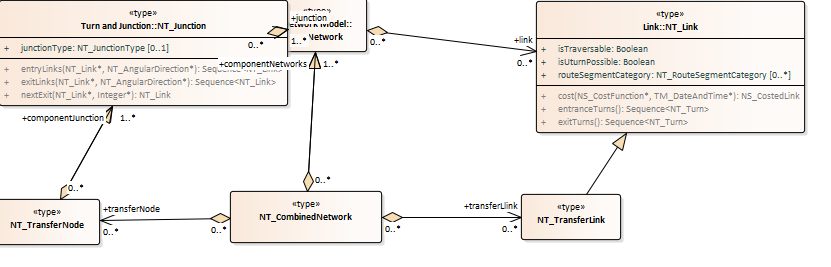 «type»
Turn and Junction::NT_Junction
+ junctionType: NT_JunctionType [0..1]
+ entryLinks(NT_Link*, NT_AngularDirection*): Sequence<NT_Link>
+ exitLinks(NT_Link*, NT_AngularDirection*): Sequence<NT_Link>
+ nextExit(NT_Link*, Integer*): NT_Link
+junction
0..*
1..*
«type»
Network Model::
Network
0..*
+link
0..*
«type»
Link::NT_Link
+ isTraversable: Boolean
+ isUturnPossible: Boolean
+ routeSegmentCategory: NT_RouteSegmentCategory [0..*]
+ cost(NS_CostFunction*, TM_DateAndTime*): NS_CostedLink
+ entranceTurns(): Sequence<NT_Turn>
+ exitTurns(): Sequence<NT_Turn>
+componentNetworks
1..*
+componentJunction
1..*
0..*
0..*
«type»
NT_TransferNode
+transferNode
0..*
0..*
«type»
NT_CombinedNetwork
0..*
+transferLlink
0..*
«type»
NT_TransferLink